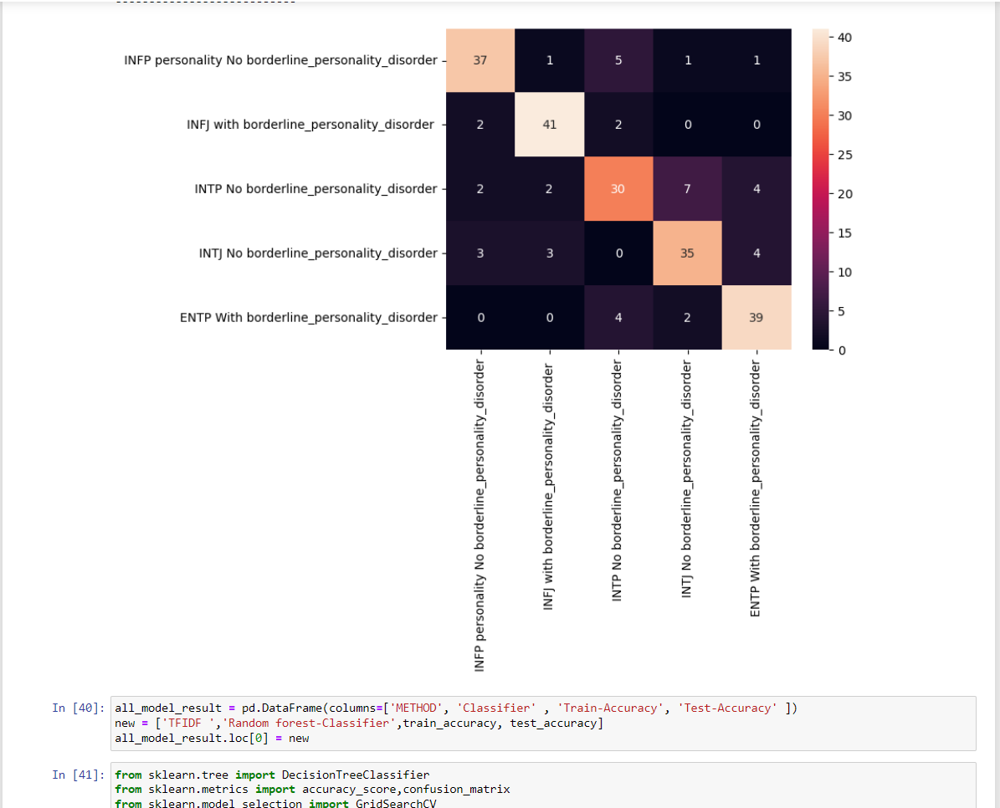 INFP personality No borderline_personality_disorder
37 1 5 1 1
INFJ with borderline_personality_disorder
2 41 2 0 0
INTP No borderline_personality_disorder
2 2 30 7 4
INTJ No borderline_personality_disorder
3 3 0 35 4
ENTP With borderline_personality_disorder
0 0 4 2 39
40
35
30
25
20
15
10
5
0
INFP personality No borderline_personality_disorder
INFJ with borderline_personality_disorder
INTP No borderline_personality_disorder
INTJ No borderline_personality_disorder
ENTP With borderline_personality_disorder
In [40]: all_model_result = pd.DataFrame(columns=['METHOD', 'Classifier' , 'Train-Accuracy', 'Test-Accuracy' ])
new = ['TFIDF ','Random forest-Classifier',train_accuracy, test_accuracy]
all_model_result.loc[0] = new
In [41]: from sklearn.tree import DecisionTreeClassifier
from sklearn.metrics import accuracy_score,confusion_matrix
from sklearn.model_selection import GridSearchCV